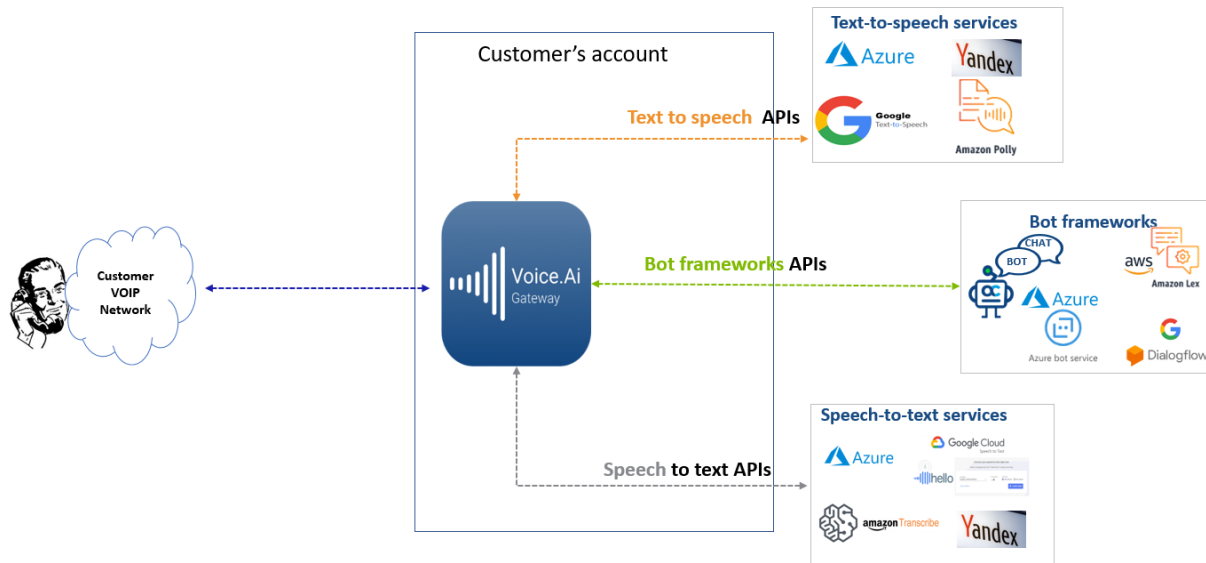 Customer's account
Text to speech APIs
Voice.Ai
Gateway
Bot frameworks APIs
Speech to text APIs
Customer
VOIP
Network
Text-to-speech services
Azure
Yandex
Google
Text-to-Speech
Amazon Polly
Bot frameworks
CHAT
BOT
aws
Amazon Lex
Azure
Azure bot service
Dialogflow
Speech-to-text services
Google Cloud
Speech-to-Text
Azure
hello
amazon Transcribe
Yandex